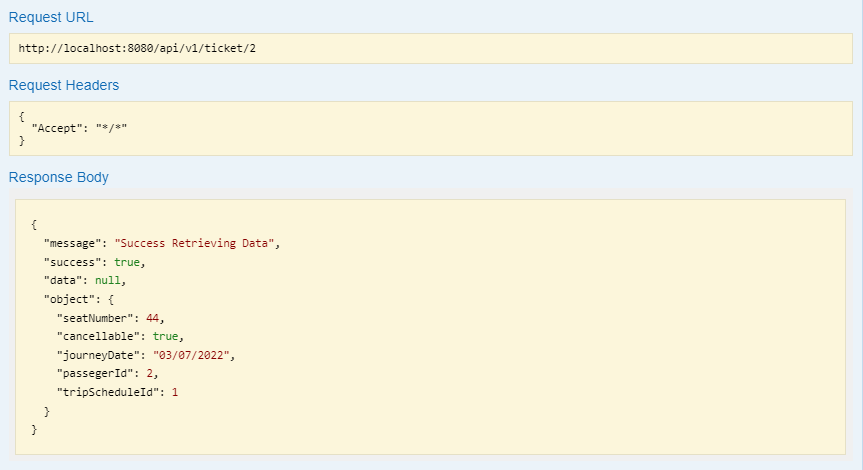 Request URL
http://localhost:8080/api/v1/ticket/2
Request Headers
{
  "Accept": "*/*"
}
Response Body
{
  "message": "Success Retrieving Data",
  "success": true,
  "data": null,
  "object": {
    "seatNumber": 44,
    "cancellable": true,
    "journeyDate": "03/07/2022",
    "passegerId": 2,
    "tripScheduleId": 1
  }
}